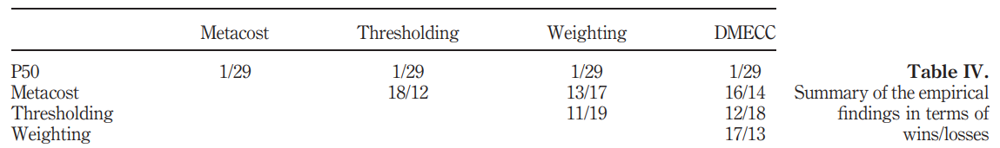 Metacost Thresholding Weighting DMECC
P50 1/29 1/29 1/29 1/29
Metacost 18/12 13/17 16/14
Thresholding 11/19 12/18
Weighting 17/13
Table IV.
Summary of the empirical
findings in terms of
wins/losses